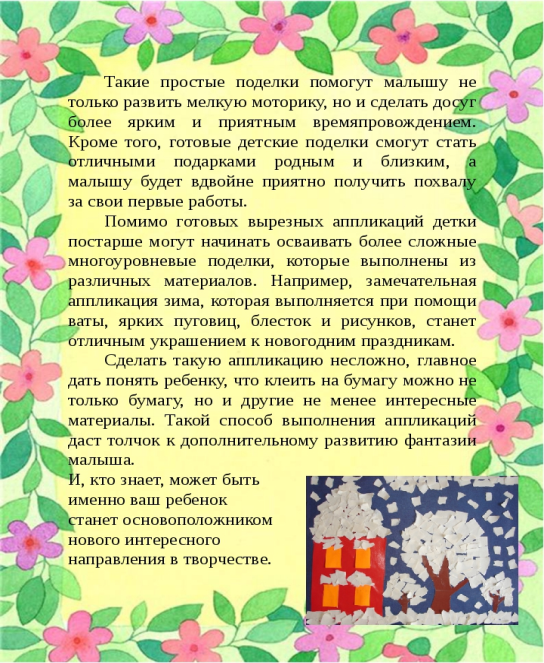 Такие простые поделки помогут малышу не
только развить мелкую моторику, но и сделать досуг
более ярким и приятным времяпровождением.
Кроме того, готовые детские поделки смогут стать
отличными подарками родным и близким, а
малышу будет вдвойне приятно получить похвалу
за свои первые работы.
Помимо готовых вырезных аппликаций детки
постарше могут начинать осваивать более сложные
многоуровневые поделки, которые выполнены из
различных материалов. Например, замечательная
аппликация зима, которая выполняется при помощи
ваты, ярких пуговиц, блесток и рисунков, станет
отличным украшением к новогодним праздникам.
Сделать такую аппликацию несложно, главное
дать понять ребенку, что клеить на бумагу можно не
только бумагу, но и другие не менее интересные
материалы. Такой способ выполнения аппликаций
даст толчок к дополнительному развитию фантазии
малыша.
И, кто знает, может быть
именно ваш ребенок
станет основоположником
нового интересного
направления в творчестве.